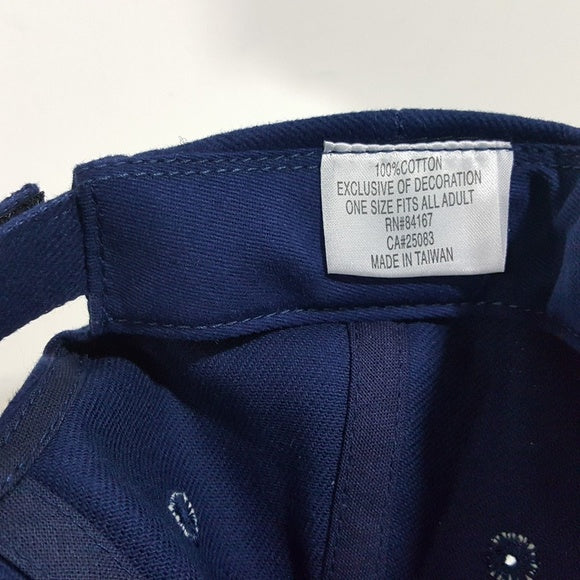 100%COTTON
EXCLUSIVE OF DECORATION
ONE SIZE FITS ALL ADULT
RN#84167
CA#25083
MADE IN TAIWAN